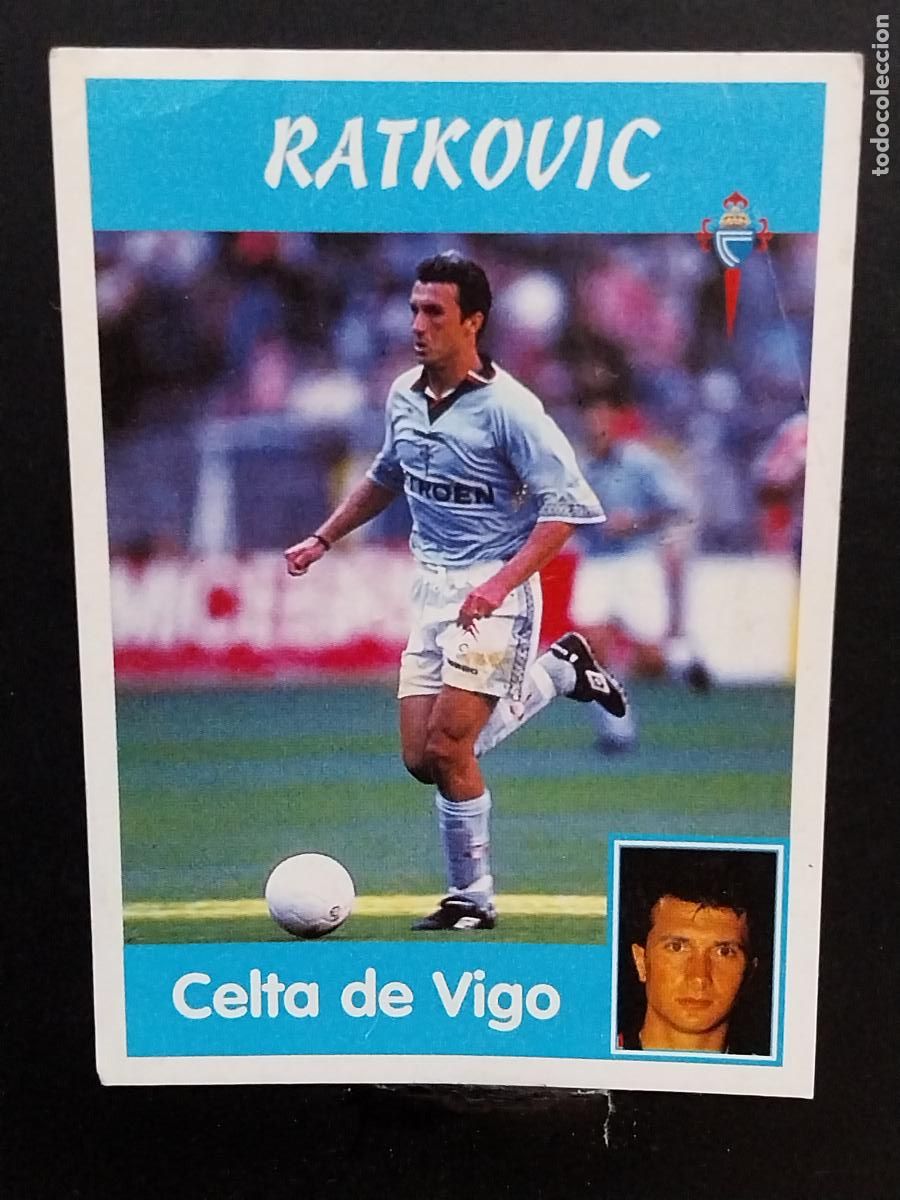 RATKOVIC
TROEN
Celta de Vigo
todocoleccion